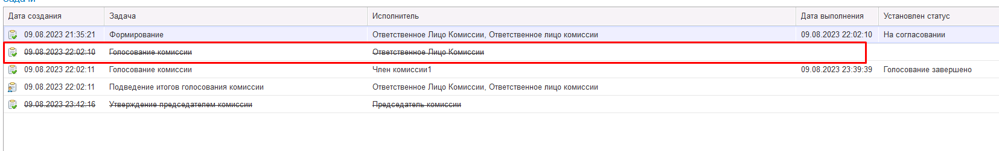 Задачи
Дата создания Задача Исполнитель Дата выполнения Установлен статус
09.08.2023 21:35:21 Формирование Ответственное Лицо Комиссии, Ответственное лицо комиссии 09.08.2023 22:02:10 На согласовании
09.08.2023 22:02:10 Голосование комиссии Ответственное Лицо Комиссии
09.08.2023 22:02:11 Голосование комиссии Член комиссии1 09.08.2023 23:39:39 Голосование завершено
09.08.2023 22:02:11 Подведение итогов голосования комиссии Ответственное Лицо Комиссии, Ответственное лицо комиссии
09.08.2023 23:42:16 Утверждение председателем комиссии Председатель комиссии